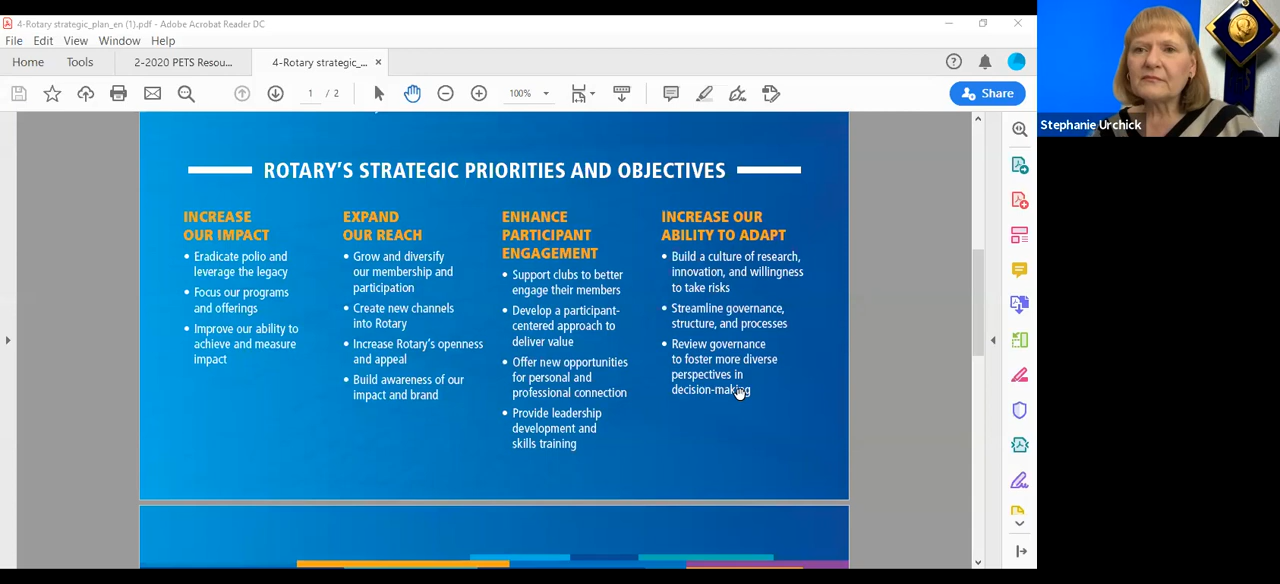 4-Rotary strategic_plan_en (1).pdf - Adobe Acrobat Reader DC
File Edit View Window Help
Home Tools 2-2020 PETS Resou... 4-Rotary strategic_... ×
1 / 2 100% Share
Stephanie Urchick
ROTARY'S STRATEGIC PRIORITIES AND OBJECTIVES
INCREASE
OUR IMPACT
• Eradicate polio and
leverage the legacy
• Focus our programs
and offerings
• Improve our ability to
achieve and measure
impact
EXPAND
OUR REACH
• Grow and diversify
our membership and
participation
• Create new channels
into Rotary
• Increase Rotary's openness
and appeal
• Build awareness of our
impact and brand
ENHANCE
PARTICIPANT
ENGAGEMENT
• Support clubs to better
engage their members
• Develop a participant-
centered approach to
deliver value
• Offer new opportunities
for personal and
professional connection
• Provide leadership
development and
skills training
INCREASE OUR
ABILITY TO ADAPT
• Build a culture of research,
innovation, and willingness
to take risks
• Streamline governance,
structure, and processes
• Review governance
to foster more diverse
perspectives in
decision-making